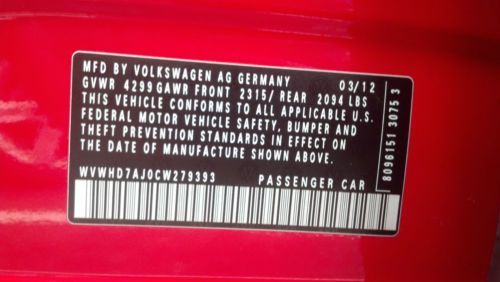 MFD BY VOLKSWAGEN AG GERMANY 03/12
GVWR 4299 GAWR FRONT 2315/ REAR 2094 LBS
THIS VEHICLE CONFORMS TO ALL APPLICABLE U.S.
FEDERAL MOTOR VEHICLE SAFETY, BUMPER AND
THEFT PREVENTION STANDARDS IN EFFECT ON
THE DATE OF MANUFACTURE SHOWN ABOVE.
WVWHD7AJ0CW279393 PASSENGER CAR
8096151 3075 3